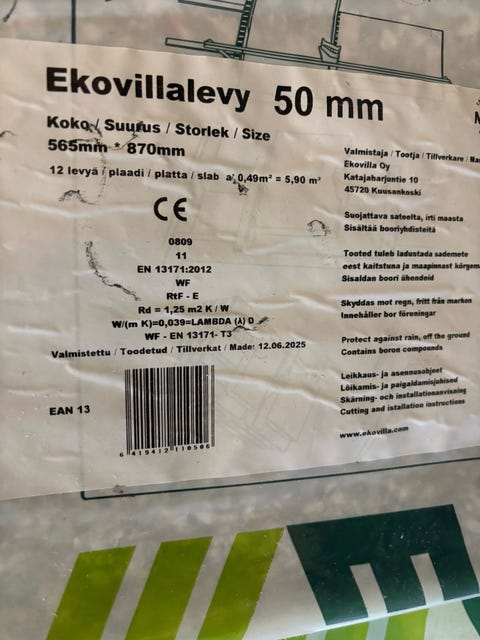 Ekovillalevy 50 mm
Koko / Suurus / Storlek / Size
565mm * 870mm
12 levyä / plaadi / platta / slab a' 0,49m² = 5,90 m²
CE
0809
11
EN 13171:2012
WF
RtF - E
Rd = 1,25 m2 K / W
W/(m K)=0,039=LAMBDA (Λ) D
WF - EN 13171- T3
Valmistettu / Toodetud / Tillverkat / Made: 12.06.2025
EAN 13
6 419412 110506
Valmistaja / Tootja / Tillverkare /
Ekovilla Oy
Katajaharjuntie 10
45720 Kuusankoski
Suojattava sateelta, irti maasta
Sisältää booriyhdisteitä
Tooted tuleb ladustada sademete
eest kaitstuna ja maapinnast
Sisaldan boori ühendeid
Skyddas mot regn, fritt från marken
Innehåller bor föreningar
Protect against rain, off the ground
Contains boron compounds
Leikkaus- ja asennusohjeet
Lõikamis- ja paigaldamisjuhised
Skärning- och installationanvisning
Cutting and istallation instructions
www.ekovilla.com